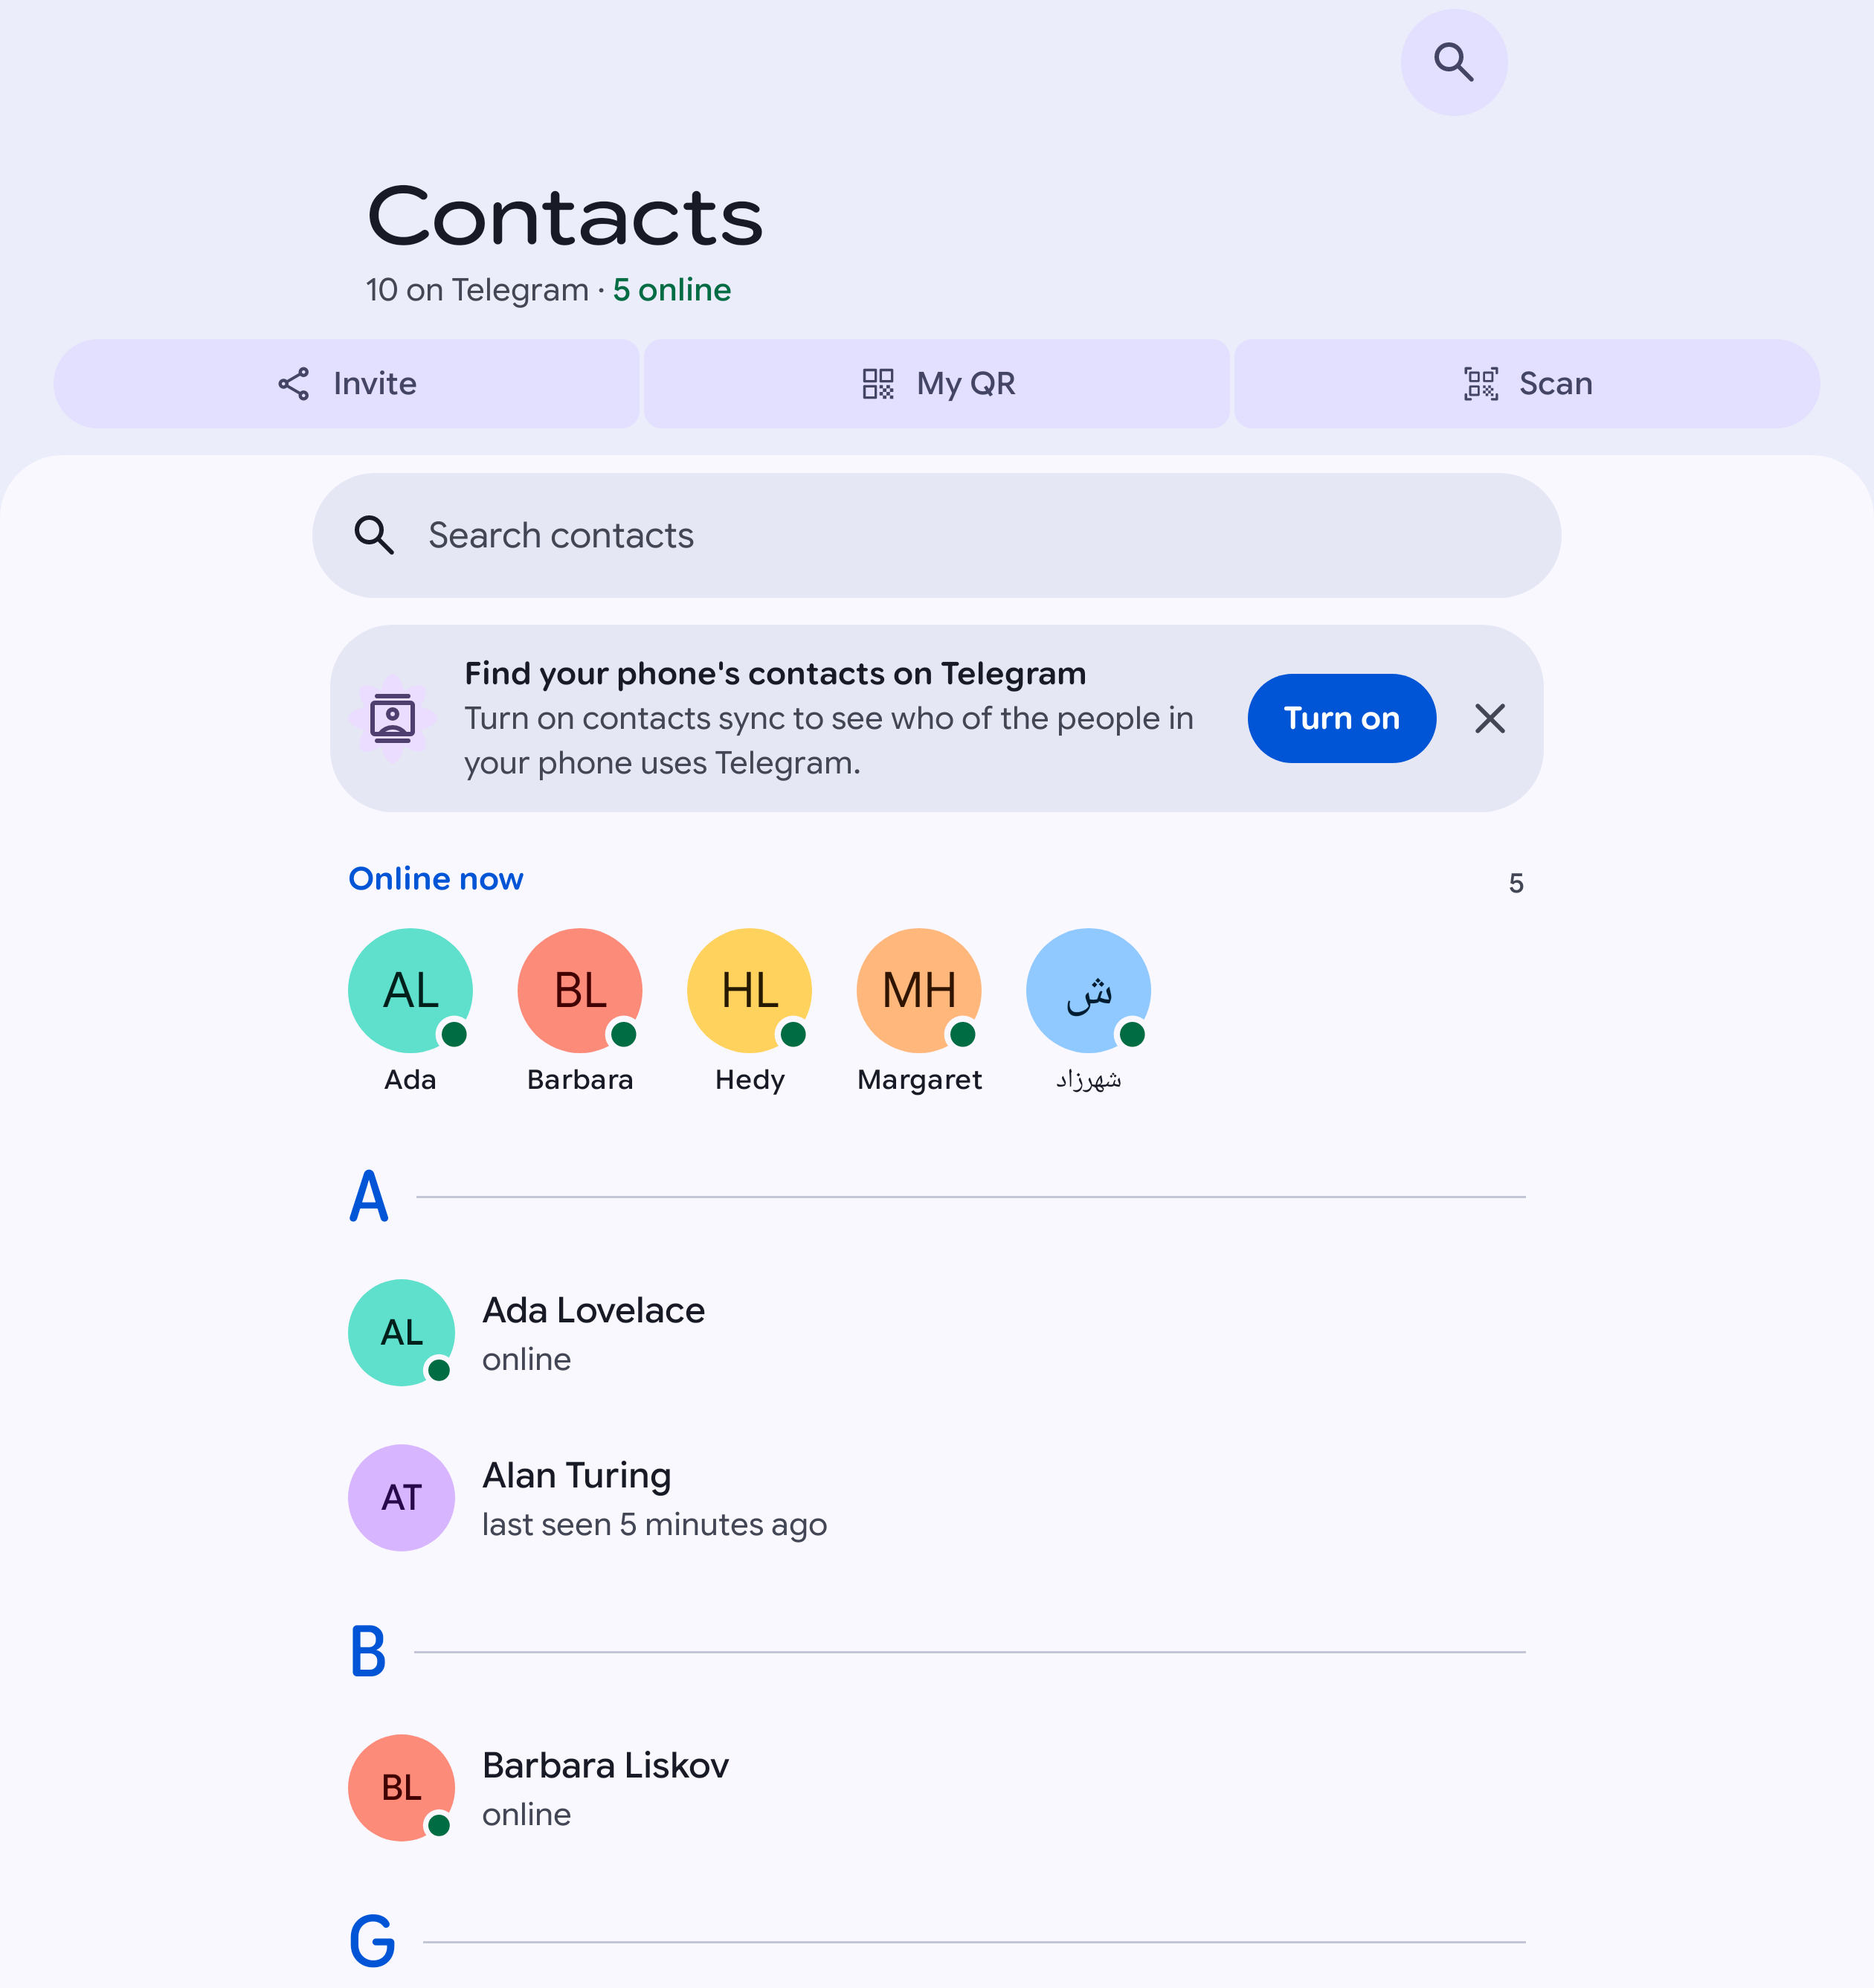 Contacts
10 on Telegram · 5 online
Invite
My QR
Scan
Search contacts
Find your phone's contacts on Telegram
Turn on contacts sync to see who of the people in
your phone uses Telegram.
Turn on
Online now
5
AL
BL
HL
MH
ش
Ada
Barbara
Hedy
Margaret
شهرزاد
A
AL
Ada Lovelace
online
AT
Alan Turing
last seen 5 minutes ago
B
BL
Barbara Liskov
online
G